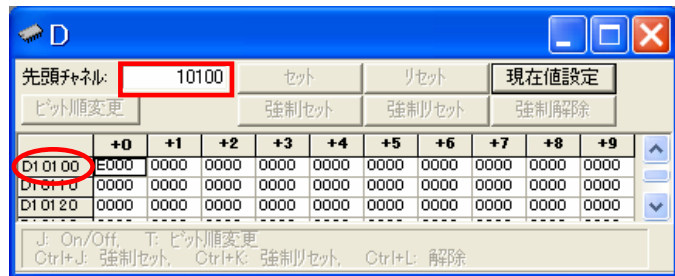 D
先頭チャネル: 10100 セット リセット 現在値設定
ビット順変更 強制セット 強制リセット 強制解除
+0 +1 +2 +3 +4 +5 +6 +7 +8 +9
D10100 E000 0000 0000 0000 0000 0000 0000 0000 0000 0000
D10110 0000 0000 0000 0000 0000 0000 0000 0000 0000 0000
D10120 0000 0000 0000 0000 0000 0000 0000 0000 0000 0000
J: On/Off, T: ビット順変更
Ctrl+J: 強制セット, Ctrl+K: 強制リセット, Ctrl+L: 解除